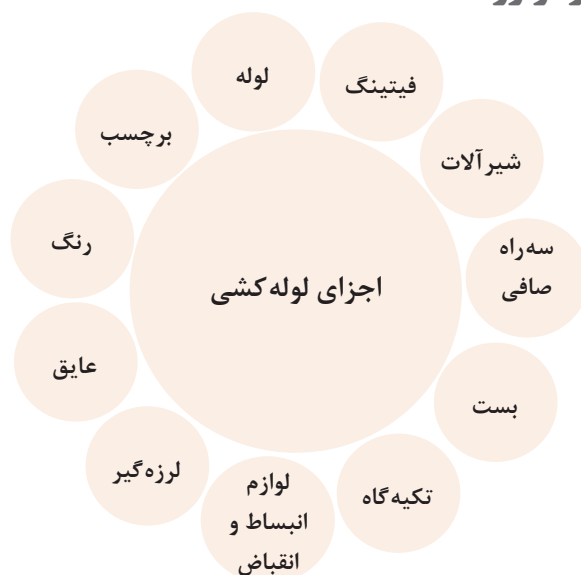 اجزای لوله‌کشی
لوله
فیتینگ
شیرآلات
سه‌راه
صافی
بست
تکیه‌گاه
لوازم
انبساط و
انقباض
لرزه‌گیر
عایق
رنگ
برچسب